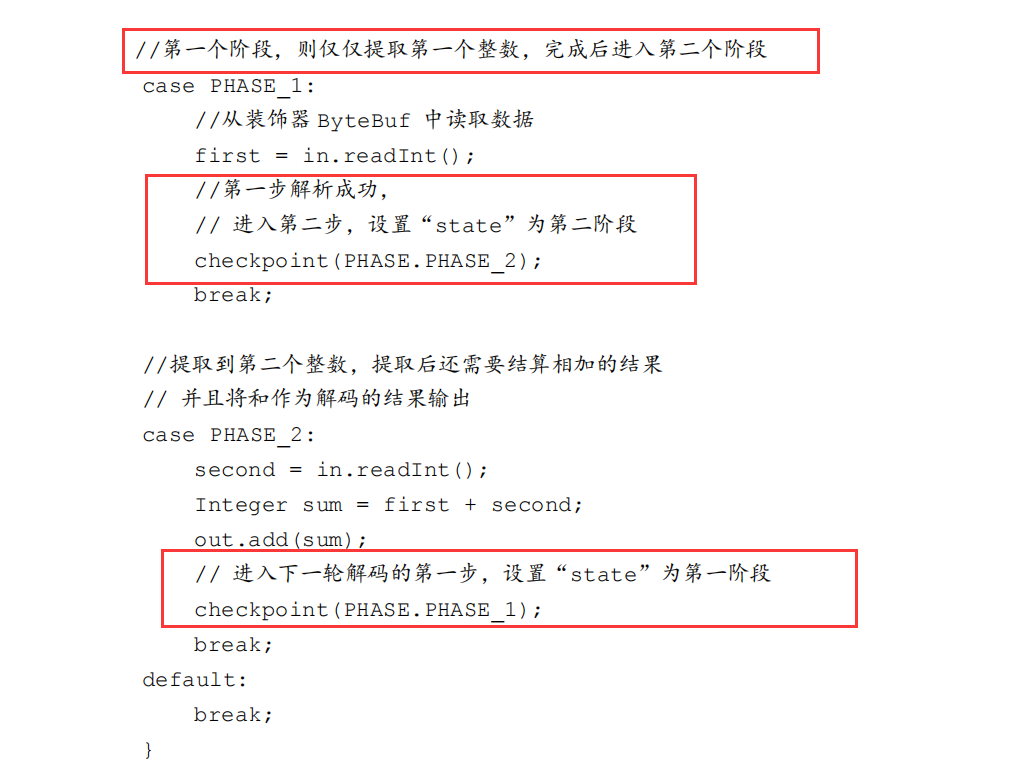 //第一个阶段，则仅仅提取第一个整数，完成后进入第二个阶段
case PHASE_1:
//从装饰器 ByteBuf 中读取数据
first = in.readInt();
//第一步解析成功，
// 进入第二步，设置“state”为第二阶段
checkpoint(PHASE.PHASE_2);
break;
//提取到第二个整数，提取后还需要结算相加的结果
// 并且将和作为解码的结果输出
case PHASE_2:
second = in.readInt();
Integer sum = first + second;
out.add(sum);
// 进入下一轮解码的第一步，设置“state”为第一阶段
checkpoint(PHASE.PHASE_1);
break;
default:
break;
}